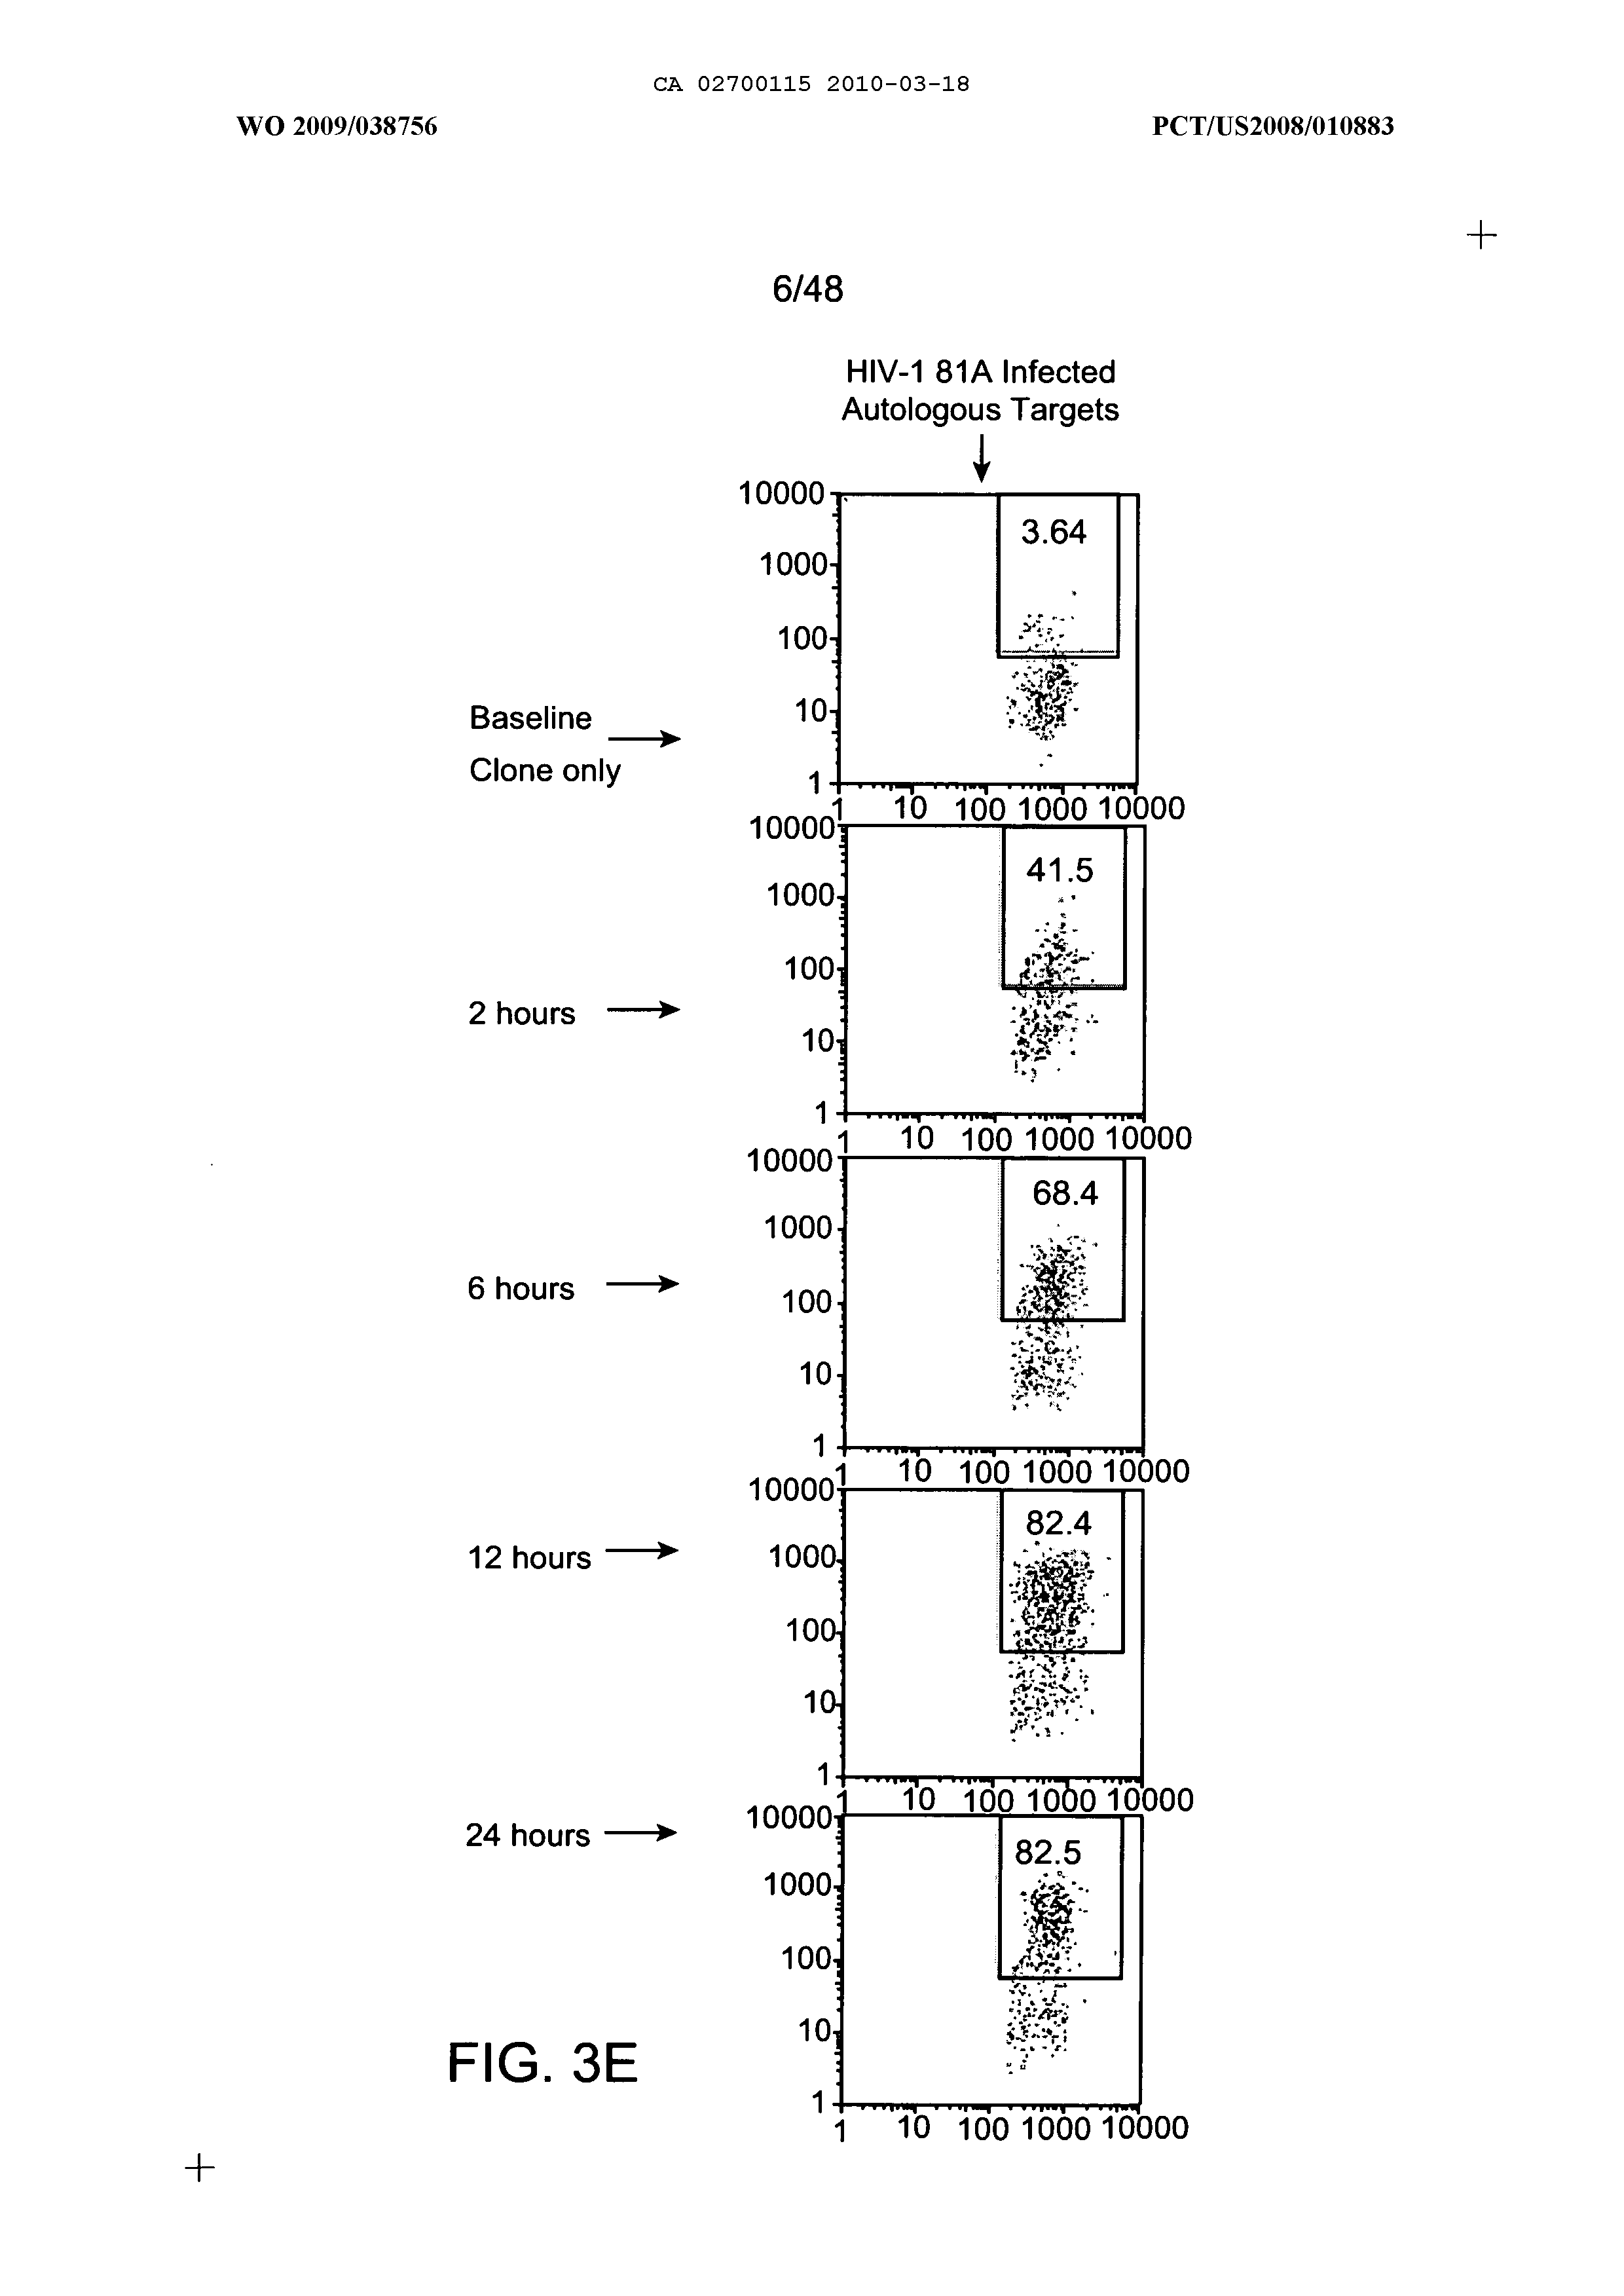 CA 02700115 2010-03-18
WO 2009/038756
PCT/US2008/010883
6/48
HIV-1 81A Infected
Autologous Targets
10000
3.64
1000
100
Baseline
Clone only
10
1
1 10 100 1000 10000
10000
41.5
1000
100
2 hours
10
1
1 10 100 1000 10000
10000
68.4
1000
6 hours
100
10
1
1 10 100 1000 10000
10000
82.4
12 hours
1000
100
10
1
1 10 100 1000 10000
10000
24 hours
82.5
1000
100
10
FIG. 3E
1
1 10 100 1000 10000